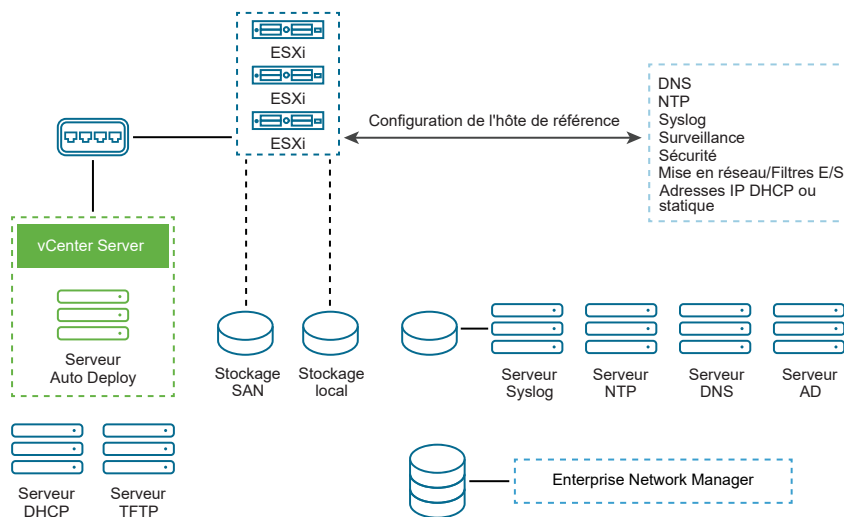 ESXi
ESXi
ESXi
Configuration de l'hôte de référence
DNS
NTP
Syslog
Surveillance
Sécurité
Mise en réseau/Filtres E/S
Adresses IP DHCP ou
statique
vCenter Server
Serveur
Auto Deploy
Stockage
SAN
Stockage
local
Serveur
Syslog
Serveur
NTP
Serveur
DNS
Serveur
AD
Serveur
DHCP
Serveur
TFTP
Enterprise Network Manager